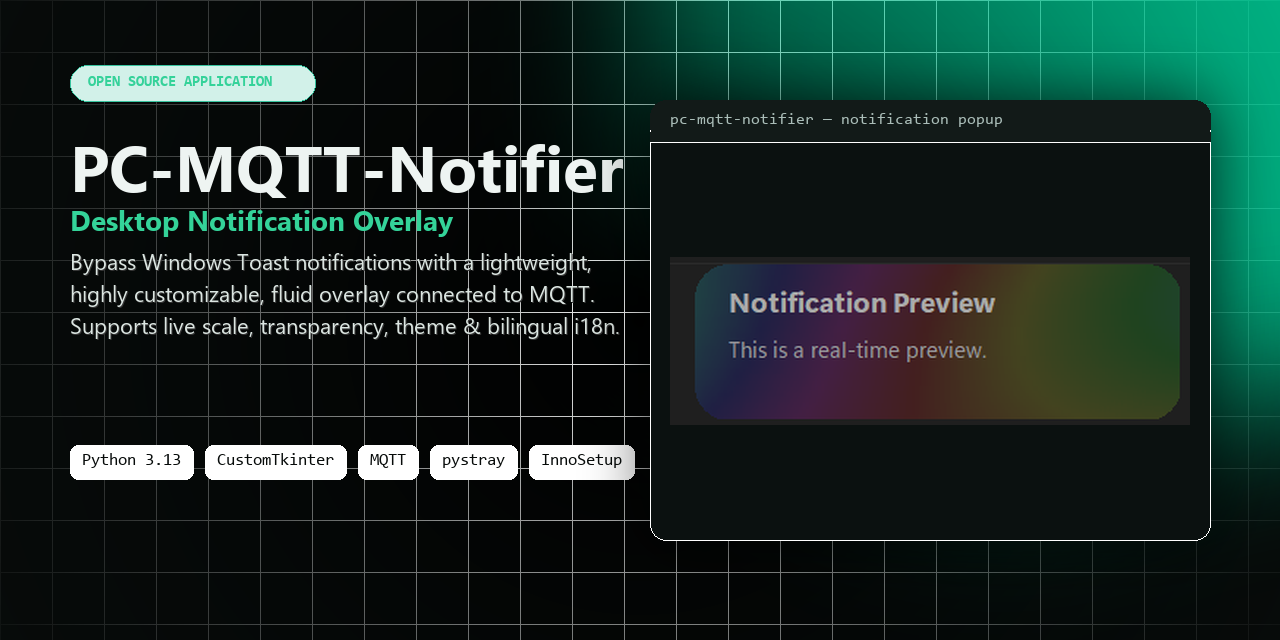 OPEN SOURCE APPLICATION
PC-MQTT-Notifier
Desktop Notification Overlay
Bypass Windows Toast notifications with a lightweight,
highly customizable, fluid overlay connected to MQTT.
Supports live scale, transparency, theme & bilingual i18n.
Python 3.13 CustomTkinter MQTT pystray InnoSetup
pc-mqtt-notifier — notification popup
Notification Preview
This is a real-time preview.